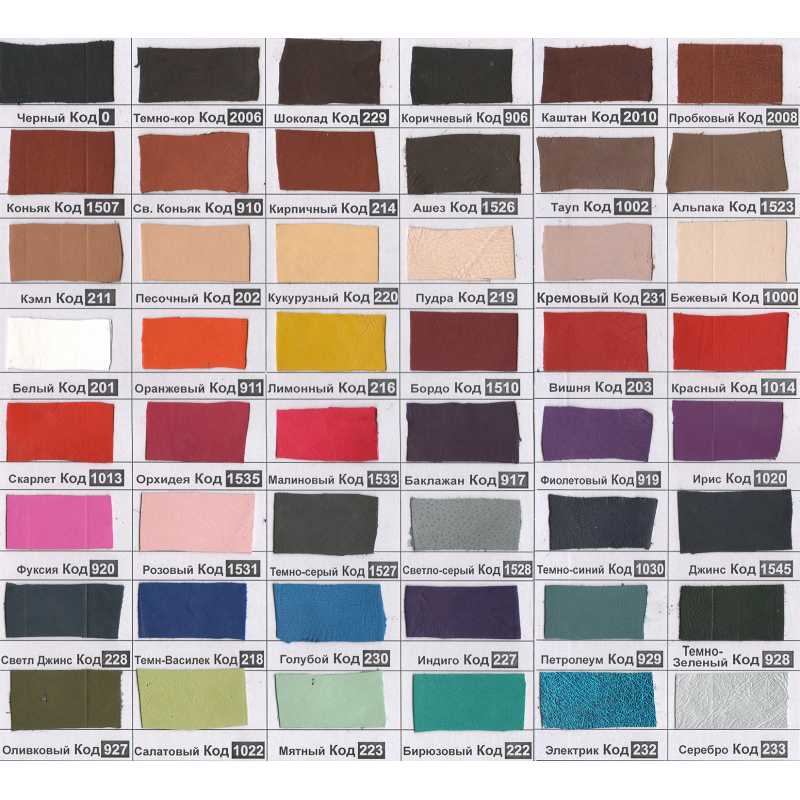 Черный Код 0
Темно-кор Код 2006
Шоколад Код 229
Коричневый Код 906
Каштан Код 2010
Пробковый Код 2008
Коньяк Код 1507
Св. Коньяк Код 910
Кирпичный Код 214
Ашез Код 1526
Тауп Код 1002
Альпака Код 1523
Кэмл Код 211
Песочный Код 202
Кукурузный Код 220
Пудра Код 219
Кремовый Код 231
Бежевый Код 1000
Белый Код 201
Оранжевый Код 911
Лимонный Код 216
Бордо Код 1510
Вишня Код 203
Красный Код 1014
Скарлет Код 1013
Орхидея Код 1535
Малиновый Код 1533
Баклажан Код 917
Фиолетовый Код 919
Ирис Код 1020
Фуксия Код 920
Розовый Код 1531
Темно-серый Код 1527
Светло-серый Код 1528
Темно-синий Код 1030
Джинс Код 1545
Светл Джинс Код 228
Темн-Василек Код 218
Голубой Код 230
Индиго Код 227
Петролеум Код 929
Темно-
Зеленый Код 928
Оливковый Код 927
Салатовый Код 1022
Мятный Код 223
Бирюзовый Код 222
Электрик Код 232
Серебро Код 233